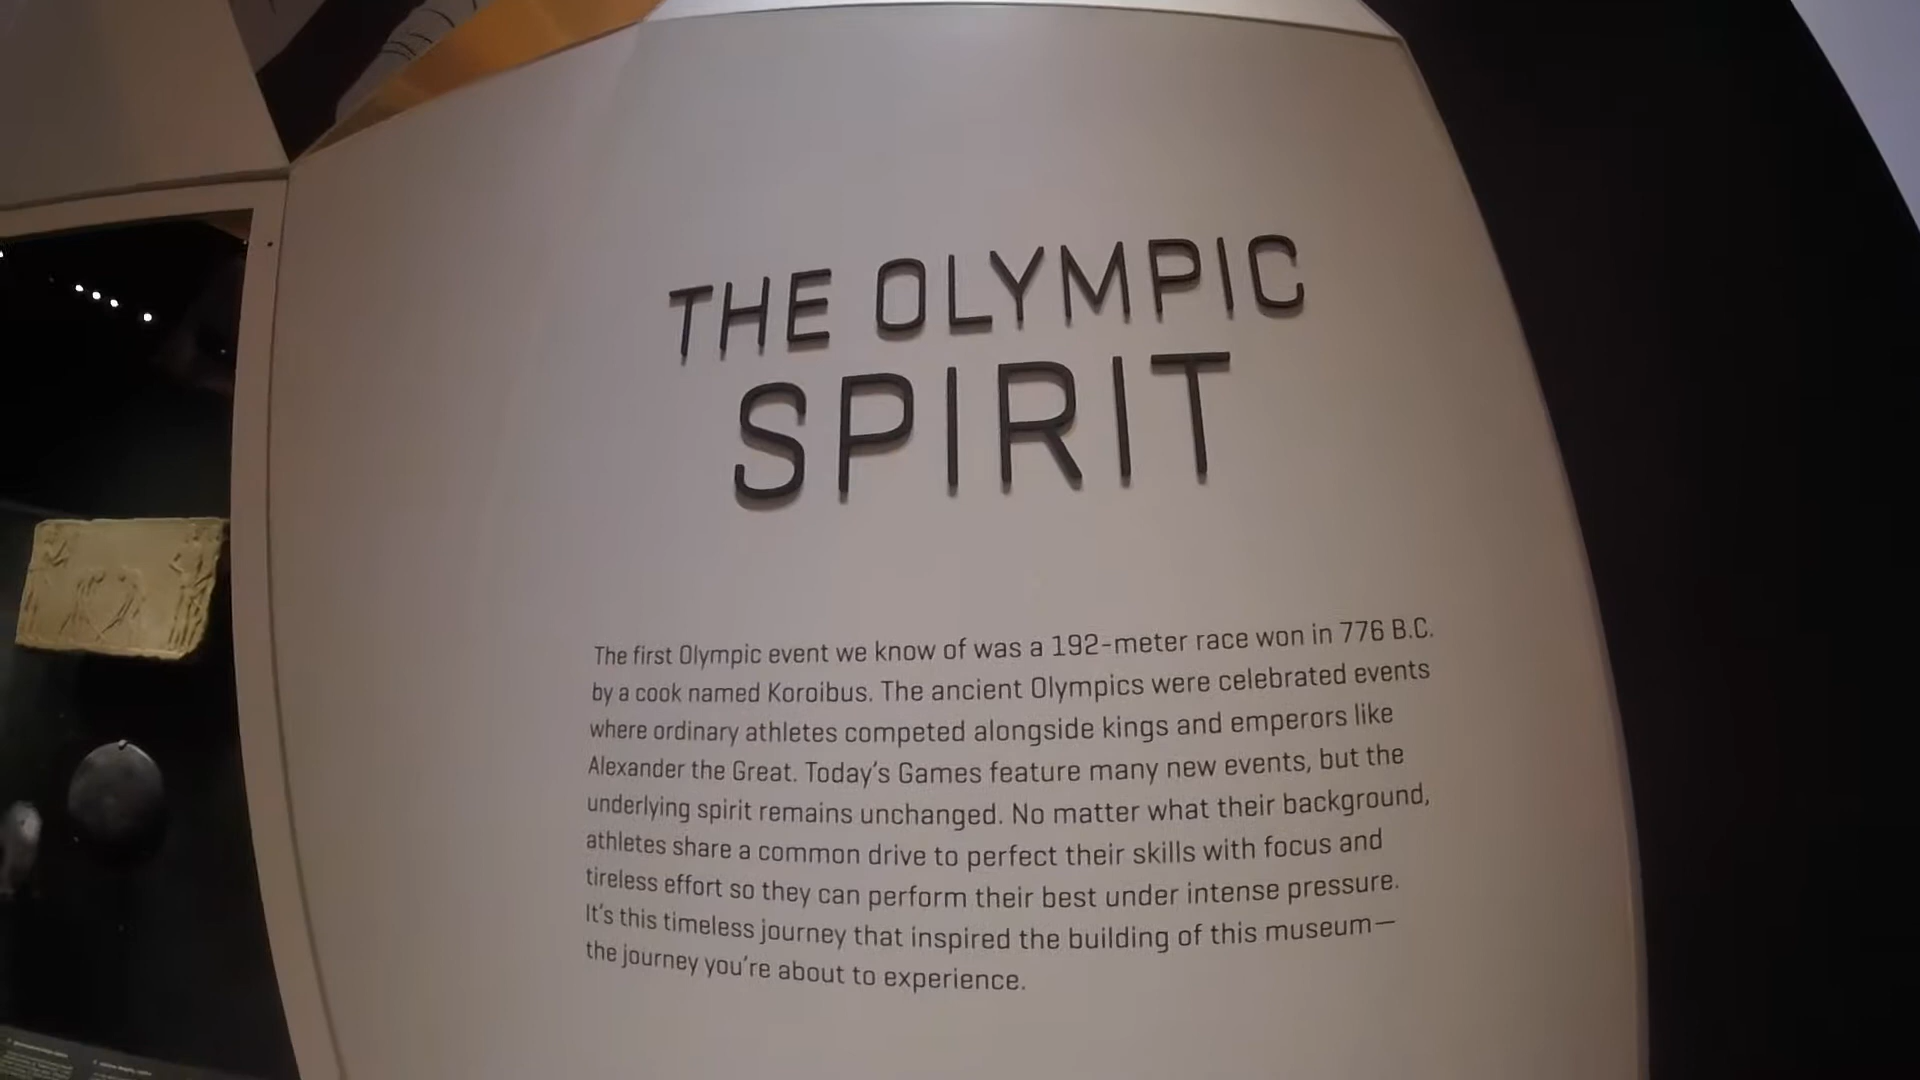 THE OLYMPIC
SPIRIT
The first Olympic event we know of was a 192-meter race won in 776 B.C.
by a cook named Koroibus. The ancient Olympics were celebrated events
where ordinary athletes competed alongside kings and emperors like
Alexander the Great. Today's Games feature many new events, but the
underlying spirit remains unchanged. No matter what their background,
athletes share a common drive to perfect their skills with focus and
tireless effort so they can perform their best under intense pressure.
It's this timeless journey that inspired the building of this museum—
the journey you're about to experience.